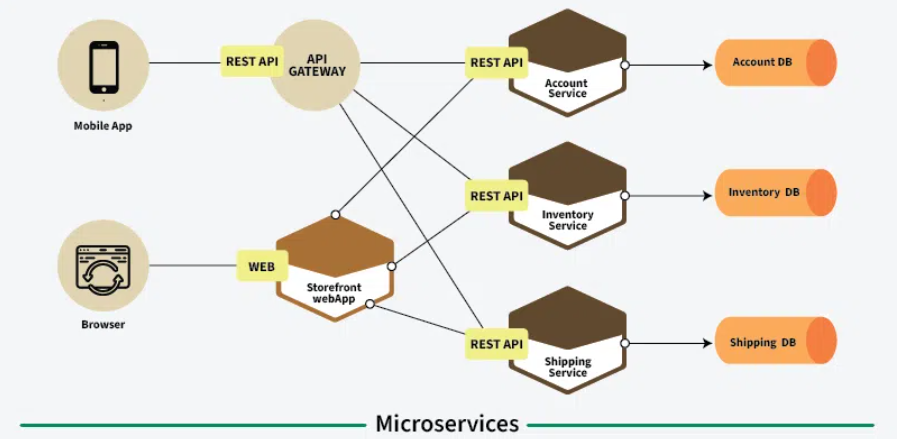 REST API
API
GATEWAY
REST API
Account
Service
Account DB
Mobile App
REST API
Inventory
Service
Inventory DB
WEB
Storefront
webApp
Browser
REST API
Shipping
Service
Shipping DB
Microservices